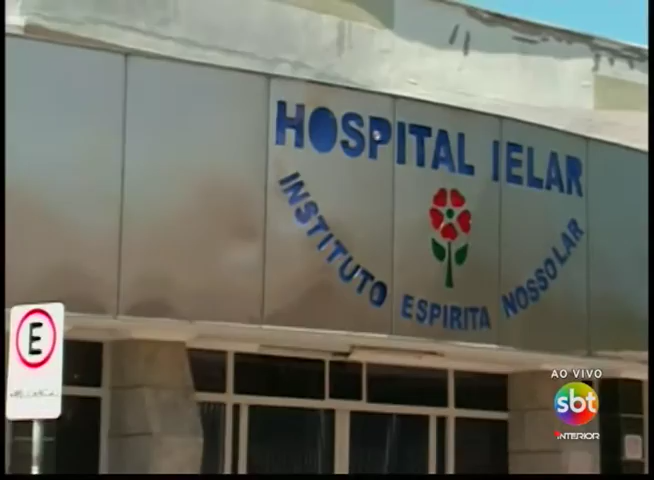 HOSPITAL IELAR
INSTITUTO ESPIRITA NOSSO LAR
E
AO VIVO
sbt
INTERIOR